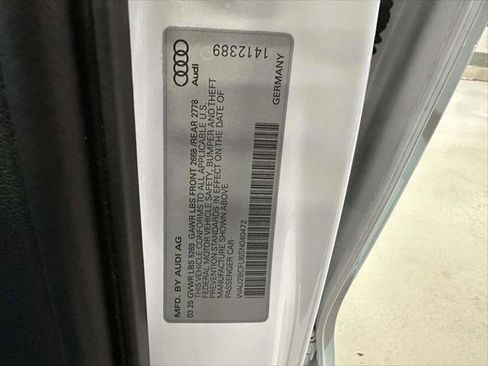 Audi
1412389
GERMANY
MFD. BY AUDI AG
03 25 GVWR LBS 5269 GAWR LBS FRONT 2668 /REAR 2778
THIS VEHICLE CONFORMS TO ALL APPLICABLE U.S.
FEDERAL MOTOR VEHICLE SAFETY, BUMPER AND THEFT
PREVENTION STANDARDS IN EFFECT ON THE DATE OF
MANUFACTURE SHOWN ABOVE
PASSENGER CAR